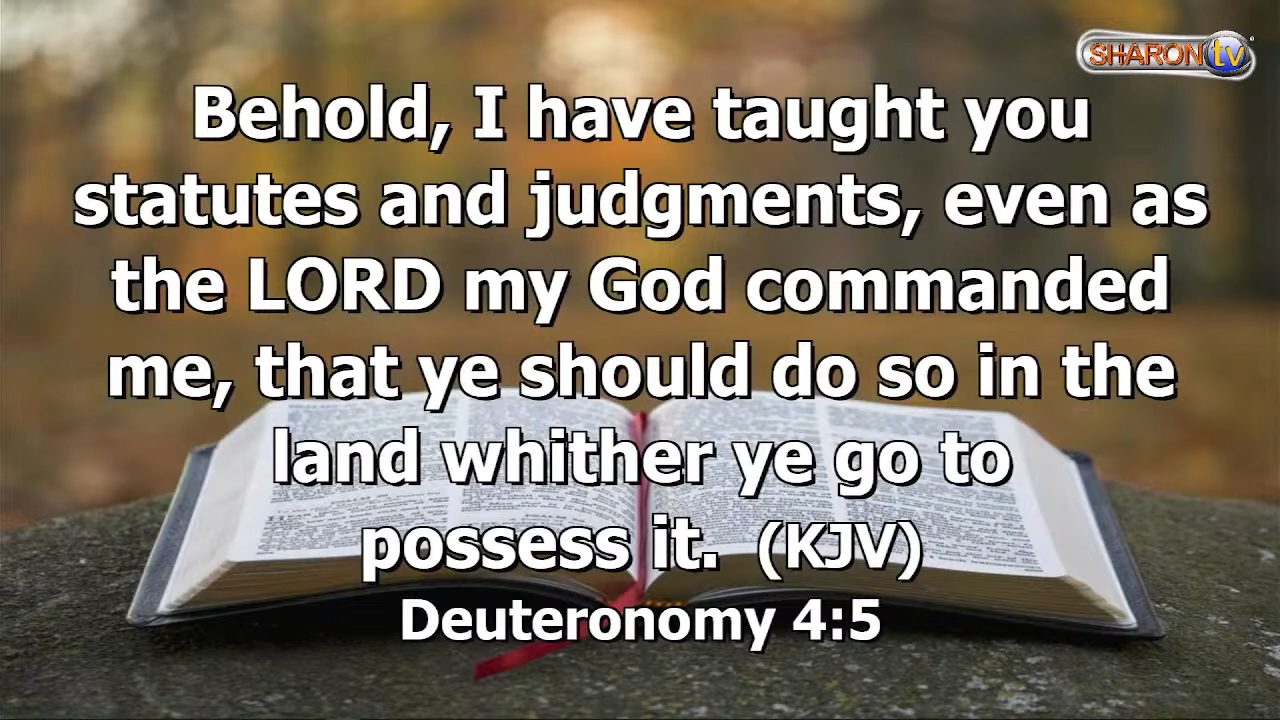 SHARON tv
Behold, I have taught you
statutes and judgments, even as
the LORD my God commanded
me, that ye should do so in the
land whither ye go to
possess it. (KJV)
Deuteronomy 4:5